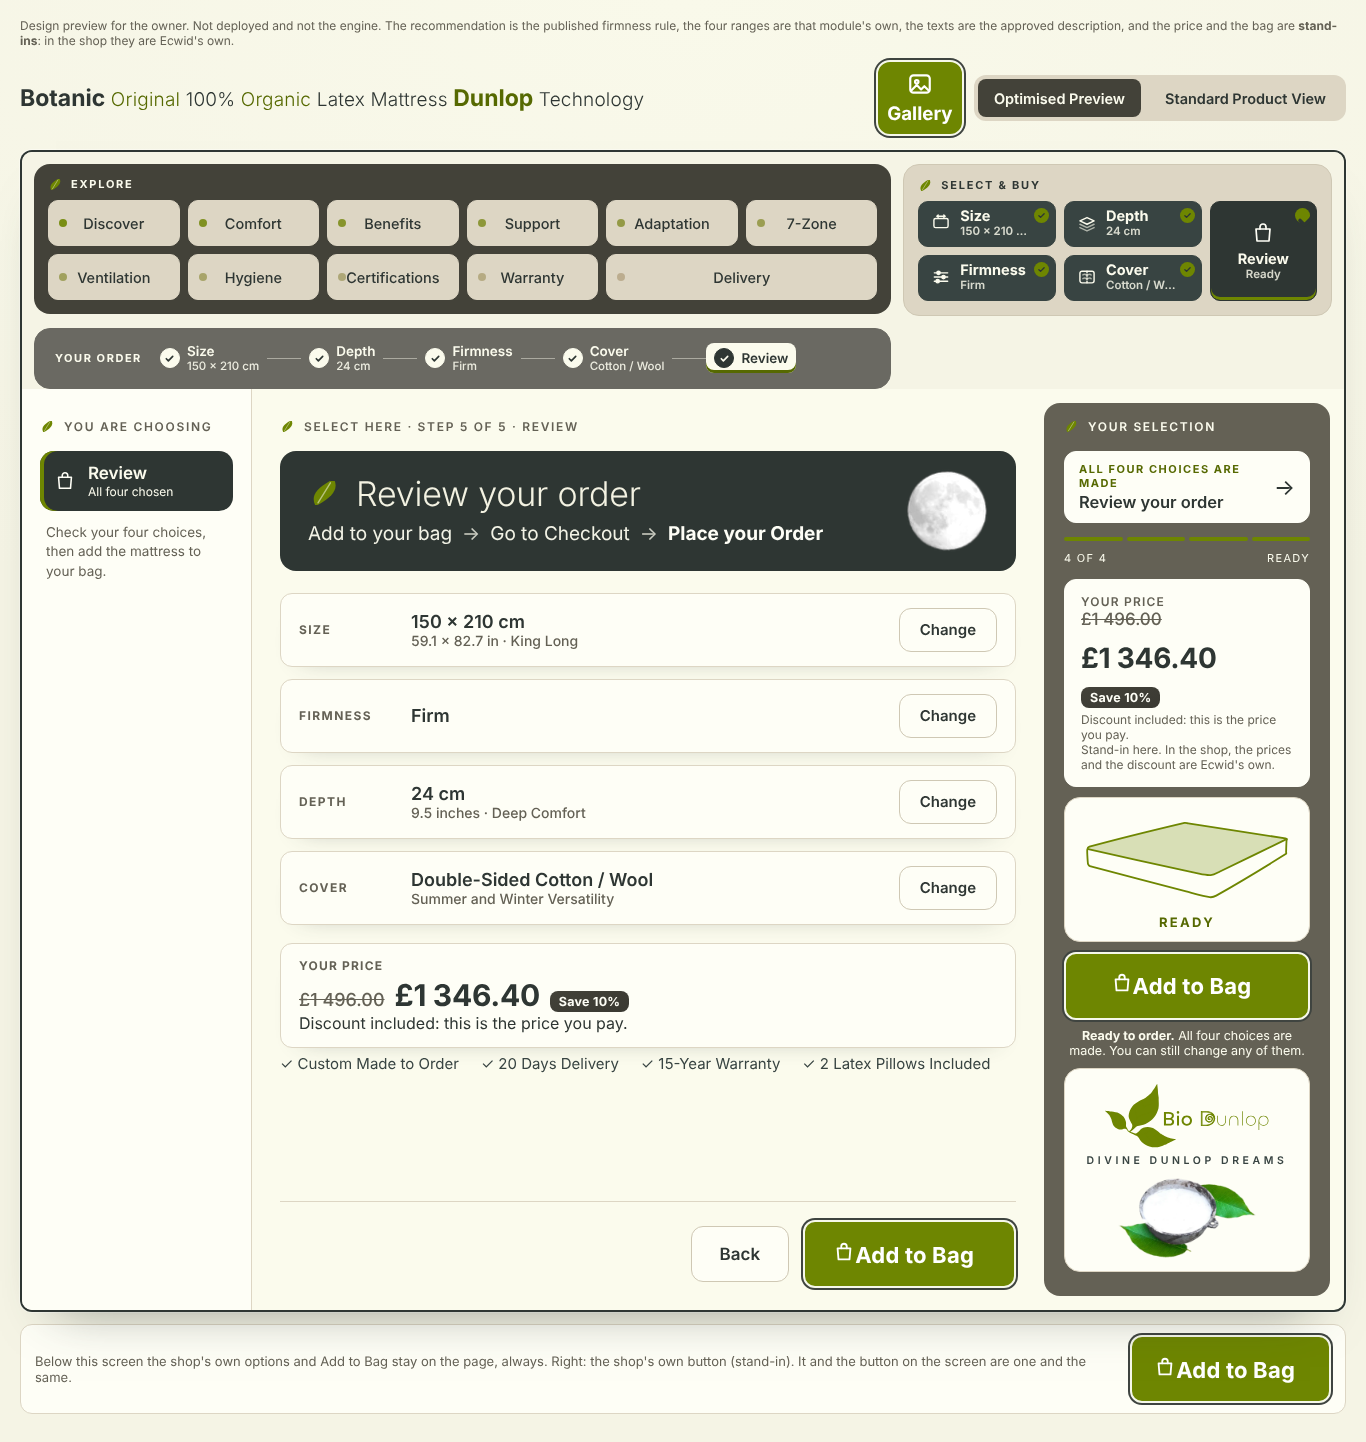 Design preview for the owner. Not deployed and not the engine. The recommendation is the published firmness rule, the four ranges are that module's own, the texts are the approved description, and the price and the bag are stand-
ins: in the shop they are Ecwid's own.
Botanic Original 100% Organic Latex Mattress Dunlop Technology
Gallery
Optimised Preview
Standard Product View
EXPLORE
Discover
Comfort
Benefits
Support
Adaptation
7-Zone
Ventilation
Hygiene
Certifications
Warranty
Delivery
SELECT & BUY
Size
150 × 210 ...
Depth
24 cm
Firmness
Firm
Cover
Cotton / W...
Review
Ready
YOUR ORDER
Size
150 × 210 cm
Depth
24 cm
Firmness
Firm
Cover
Cotton / Wool
Review
YOU ARE CHOOSING
Review
All four chosen
Check your four choices,
then add the mattress to
your bag.
SELECT HERE · STEP 5 OF 5 · REVIEW
Review your order
Add to your bag → Go to Checkout → Place your Order
SIZE
150 × 210 cm
59.1 × 82.7 in · King Long
Change
FIRMNESS
Firm
Change
DEPTH
24 cm
9.5 inches · Deep Comfort
Change
COVER
Double-Sided Cotton / Wool
Summer and Winter Versatility
Change
YOUR PRICE
£1 496.00 £1 346.40 Save 10%
Discount included: this is the price you pay.
✓ Custom Made to Order ✓ 20 Days Delivery ✓ 15-Year Warranty ✓ 2 Latex Pillows Included
Back
Add to Bag
YOUR SELECTION
ALL FOUR CHOICES ARE
MADE
Review your order →
4 OF 4
READY
YOUR PRICE
£1 496.00
£1 346.40
Save 10%
Discount included: this is the price
you pay.
Stand-in here. In the shop, the prices
and the discount are Ecwid's own.
READY
Add to Bag
Ready to order. All four choices are
made. You can still change any of them.
Bio Dunlop
DIVINE DUNLOP DREAMS
Below this screen the shop's own options and Add to Bag stay on the page, always. Right: the shop's own button (stand-in). It and the button on the screen are one and the
same.
Add to Bag